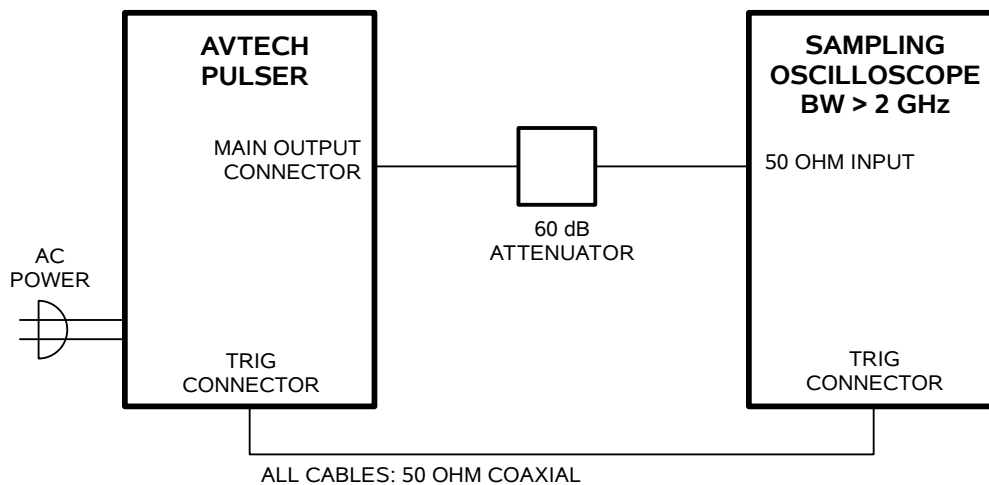 AVTECH
PULSER
SAMPLING
OSCILLOSCOPE
BW > 2 GHz
MAIN OUTPUT
CONNECTOR
50 OHM INPUT
60 dB
ATTENUATOR
AC
POWER
TRIG
CONNECTOR
TRIG
CONNECTOR
ALL CABLES: 50 OHM COAXIAL